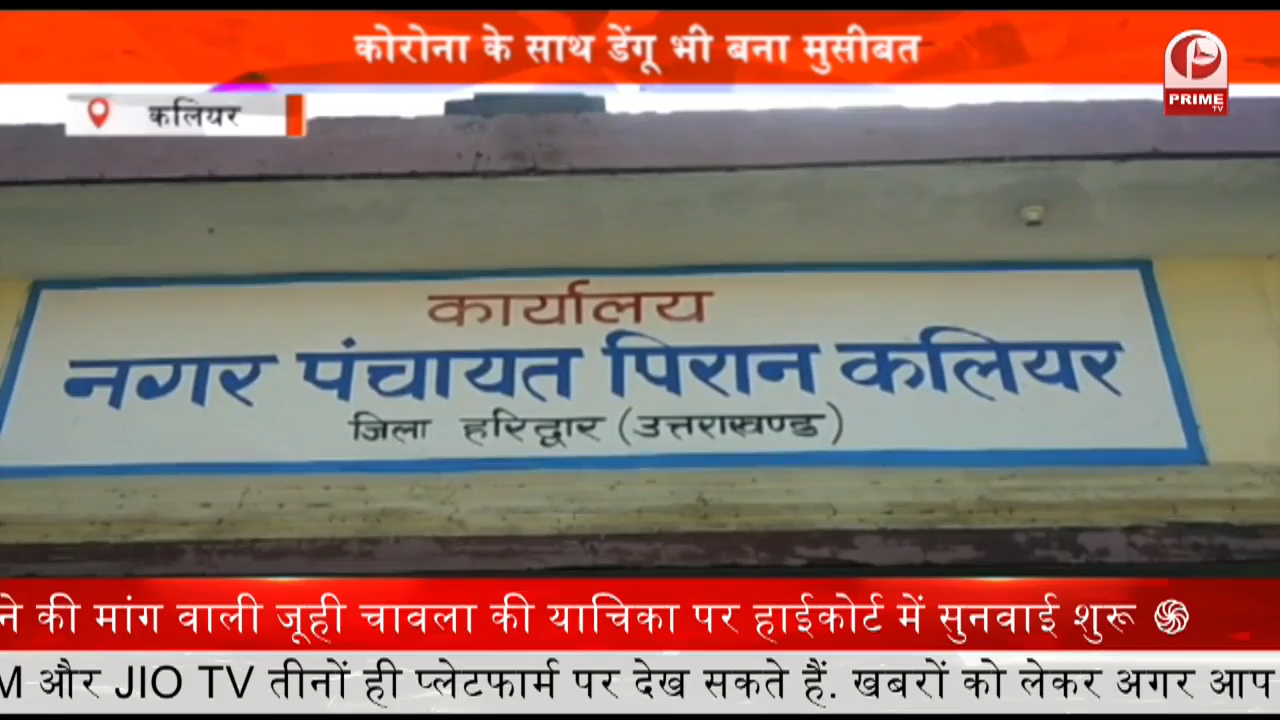 कोरोना के साथ डेंगू भी बना मुसीबत
PRIME
TV
कलियर
कार्यालय
नगर पंचायत पिरान कलियर
जिला हरिद्वार (उत्तराखण्ड)
ने की मांग वाली जूही चावला की याचिका पर हाईकोर्ट में सुनवाई शुरू
M और JIO TV तीनों ही प्लेटफार्म पर देख सकते हैं. खबरों को लेकर अगर आप